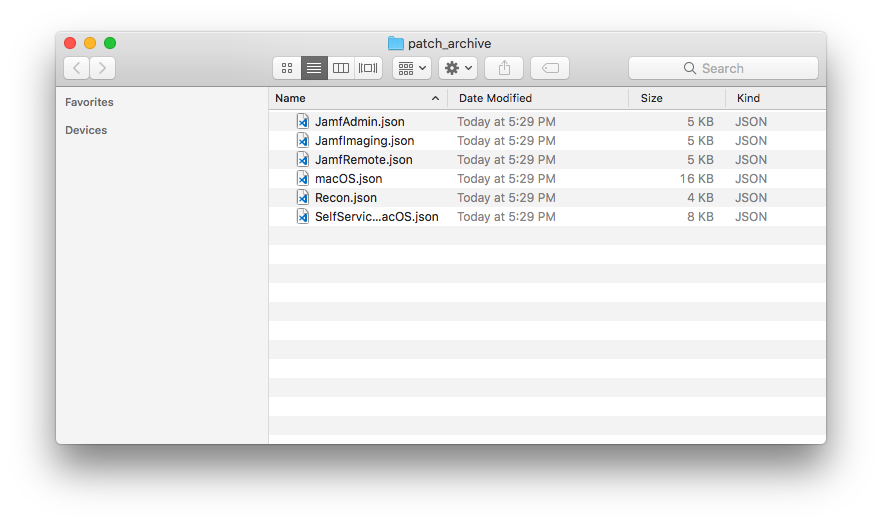 patch_archive
Search
Favorites
Devices
Name Date Modified Size Kind
JamfAdmin.json Today at 5:29 PM 5 KB JSON
JamfImaging.json Today at 5:29 PM 5 KB JSON
JamfRemote.json Today at 5:29 PM 5 KB JSON
macOS.json Today at 5:29 PM 16 KB JSON
Recon.json Today at 5:29 PM 4 KB JSON
SelfServic...acOS.json Today at 5:29 PM 8 KB JSON